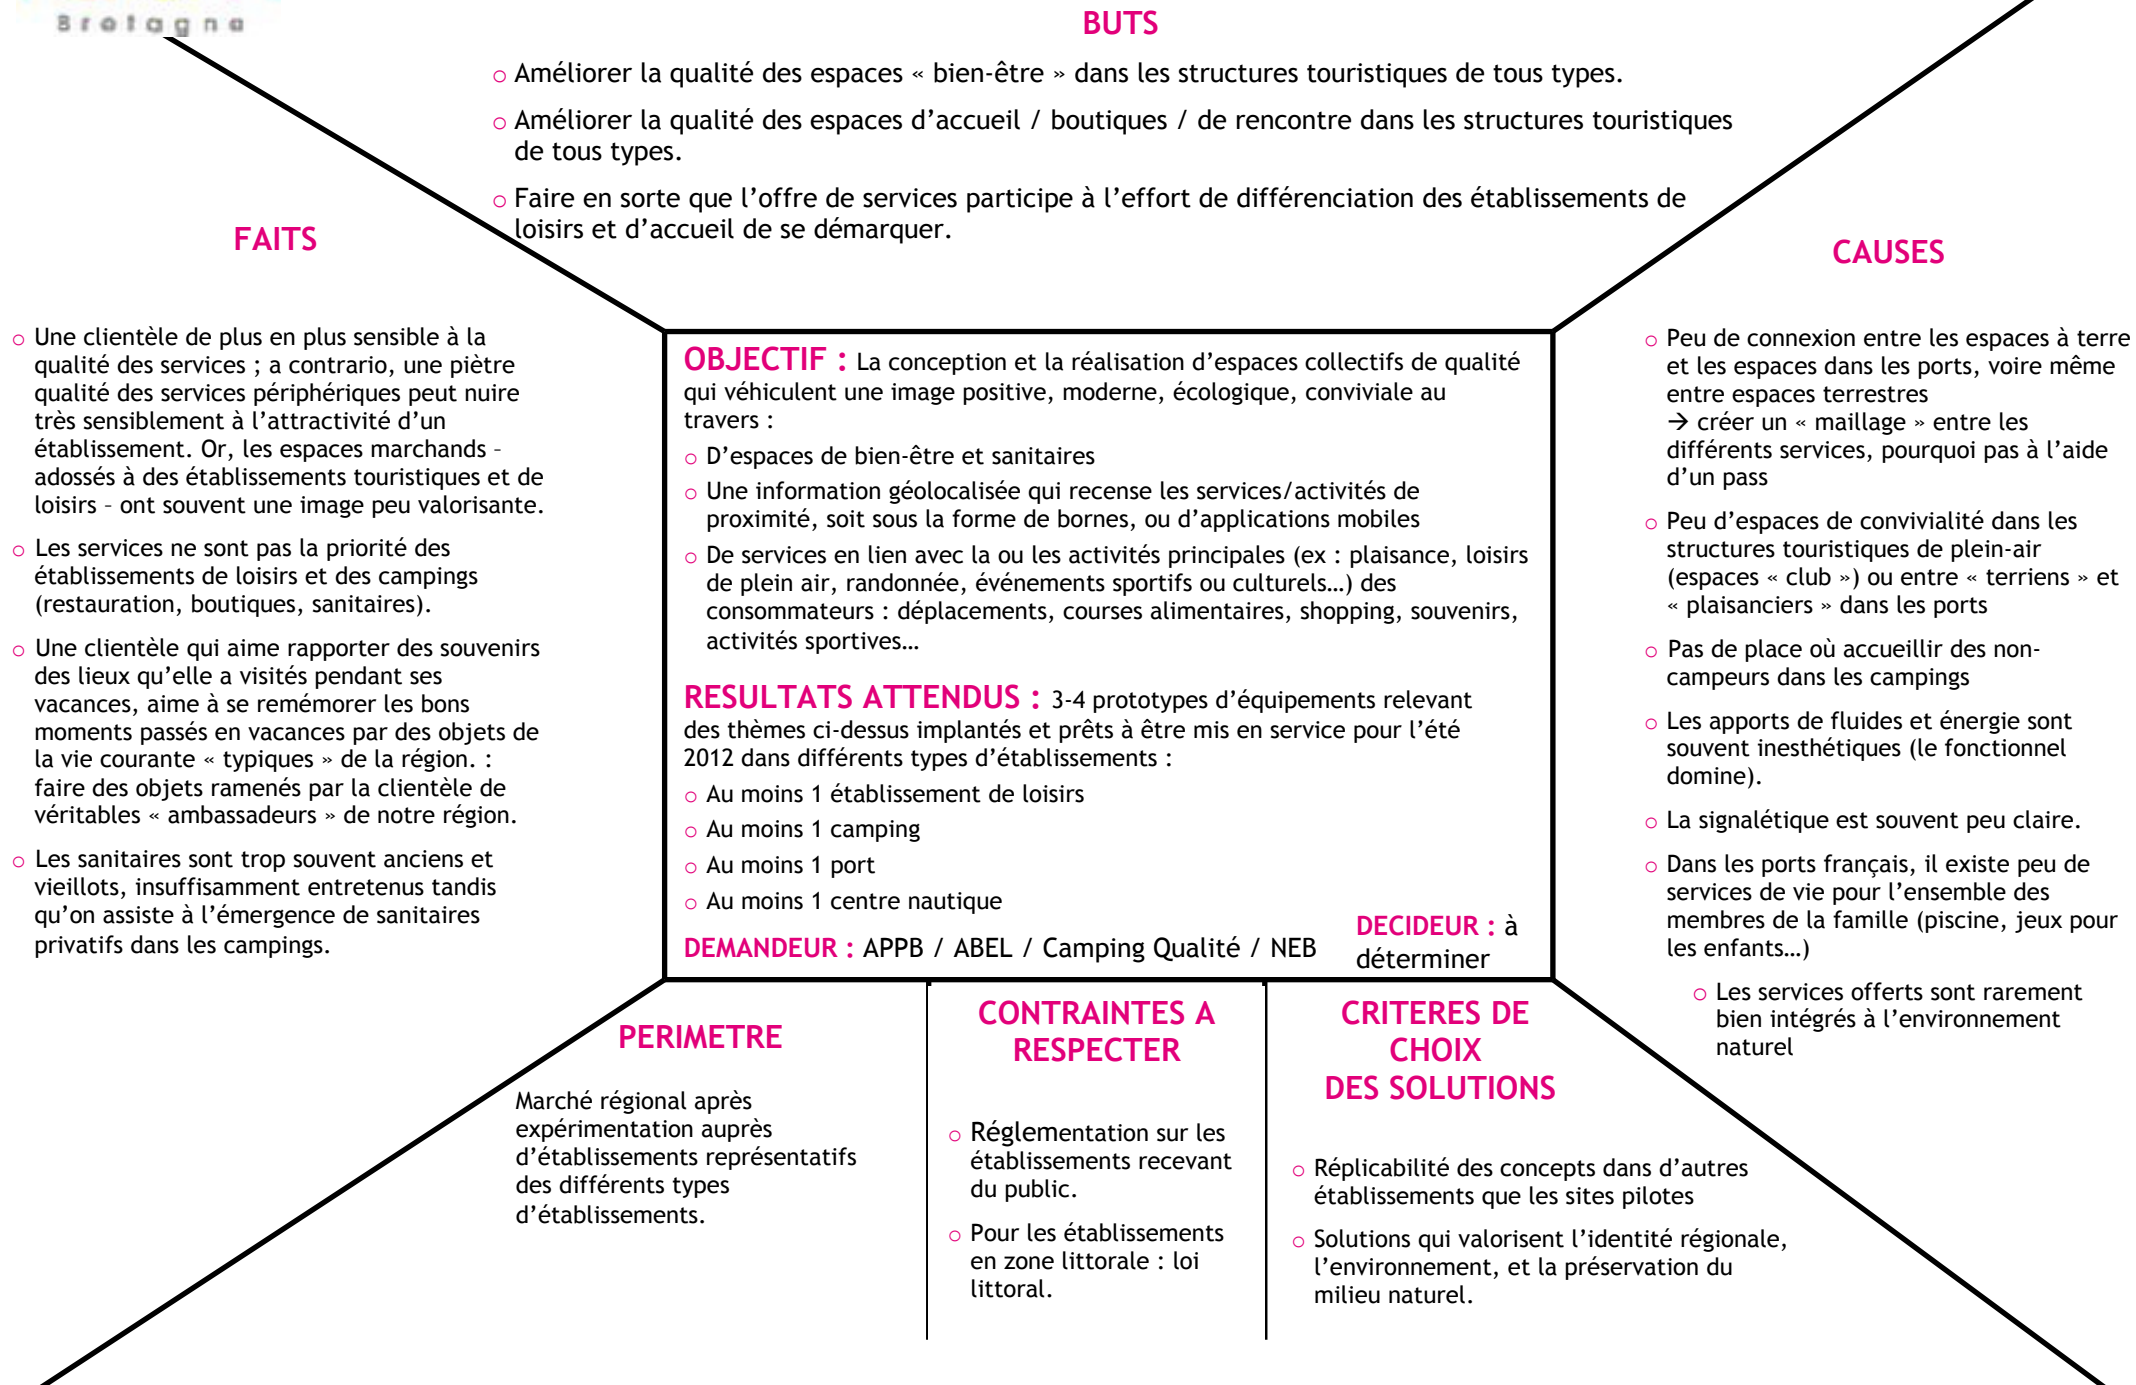 Bretagne
BUTS
○ Améliorer la qualité des espaces « bien-être » dans les structures touristiques de tous types.
○ Améliorer la qualité des espaces d’accueil / boutiques / de rencontre dans les structures touristiques
de tous types.
○ Faire en sorte que l’offre de services participe à l’effort de différenciation des établissements de
loisirs et d’accueil de se démarquer.
FAITS
○ Une clientèle de plus en plus sensible à la
qualité des services ; a contrario, une piètre
qualité des services périphériques peut nuire
très sensiblement à l’attractivité d’un
établissement. Or, les espaces marchands –
adossés à des établissements touristiques et de
loisirs – ont souvent une image peu valorisante.
○ Les services ne sont pas la priorité des
établissements de loisirs et des campings
(restauration, boutiques, sanitaires).
○ Une clientèle qui aime rapporter des souvenirs
des lieux qu’elle a visités pendant ses
vacances, aime à se remémorer les bons
moments passés en vacances par des objets de
la vie courante « typiques » de la région. :
faire des objets ramenés par la clientèle de
véritables « ambassadeurs » de notre région.
○ Les sanitaires sont trop souvent anciens et
vieillots, insuffisamment entretenus tandis
qu’on assiste à l’émergence de sanitaires
privatifs dans les campings.
OBJECTIF : La conception et la réalisation d’espaces collectifs de qualité
qui véhiculent une image positive, moderne, écologique, conviviale au
travers :
○ D’espaces de bien-être et sanitaires
○ Une information géolocalisée qui recense les services/activités de
proximité, soit sous la forme de bornes, ou d’applications mobiles
○ De services en lien avec la ou les activités principales (ex : plaisance, loisirs
de plein air, randonnée, événements sportifs ou culturels…) des
consommateurs : déplacements, courses alimentaires, shopping, souvenirs,
activités sportives…
RESULTATS ATTENDUS : 3-4 prototypes d’équipements relevant
des thèmes ci-dessus implantés et prêts à être mis en service pour l’été
2012 dans différents types d’établissements :
○ Au moins 1 établissement de loisirs
○ Au moins 1 camping
○ Au moins 1 port
○ Au moins 1 centre nautique
DEMANDEUR : APPB / ABEL / Camping Qualité / NEB
DECIDEUR : à
déterminer
CAUSES
○ Peu de connexion entre les espaces à terre
et les espaces dans les ports, voire même
entre espaces terrestres
→ créer un « maillage » entre les
différents services, pourquoi pas à l’aide
d’un pass
○ Peu d’espaces de convivialité dans les
structures touristiques de plein-air
(espaces « club ») ou entre « terriens » et
« plaisanciers » dans les ports
○ Pas de place où accueillir des non-
campeurs dans les campings
○ Les apports de fluides et énergie sont
souvent inesthétiques (le fonctionnel
domine).
○ La signalétique est souvent peu claire.
○ Dans les ports français, il existe peu de
services de vie pour l’ensemble des
membres de la famille (piscine, jeux pour
les enfants…)
○ Les services offerts sont rarement
bien intégrés à l’environnement
naturel
PERIMETRE
Marché régional après
expérimentation auprès
d’établissements représentatifs
des différents types
d’établissements.
CONTRAINTES A
RESPECTER
○ Réglementation sur les
établissements recevant
du public.
○ Pour les établissements
en zone littorale : loi
littoral.
CRITERES DE
CHOIX
DES SOLUTIONS
○ Réplicabilité des concepts dans d’autres
établissements que les sites pilotes
○ Solutions qui valorisent l’identité régionale,
l’environnement, et la préservation du
milieu naturel.